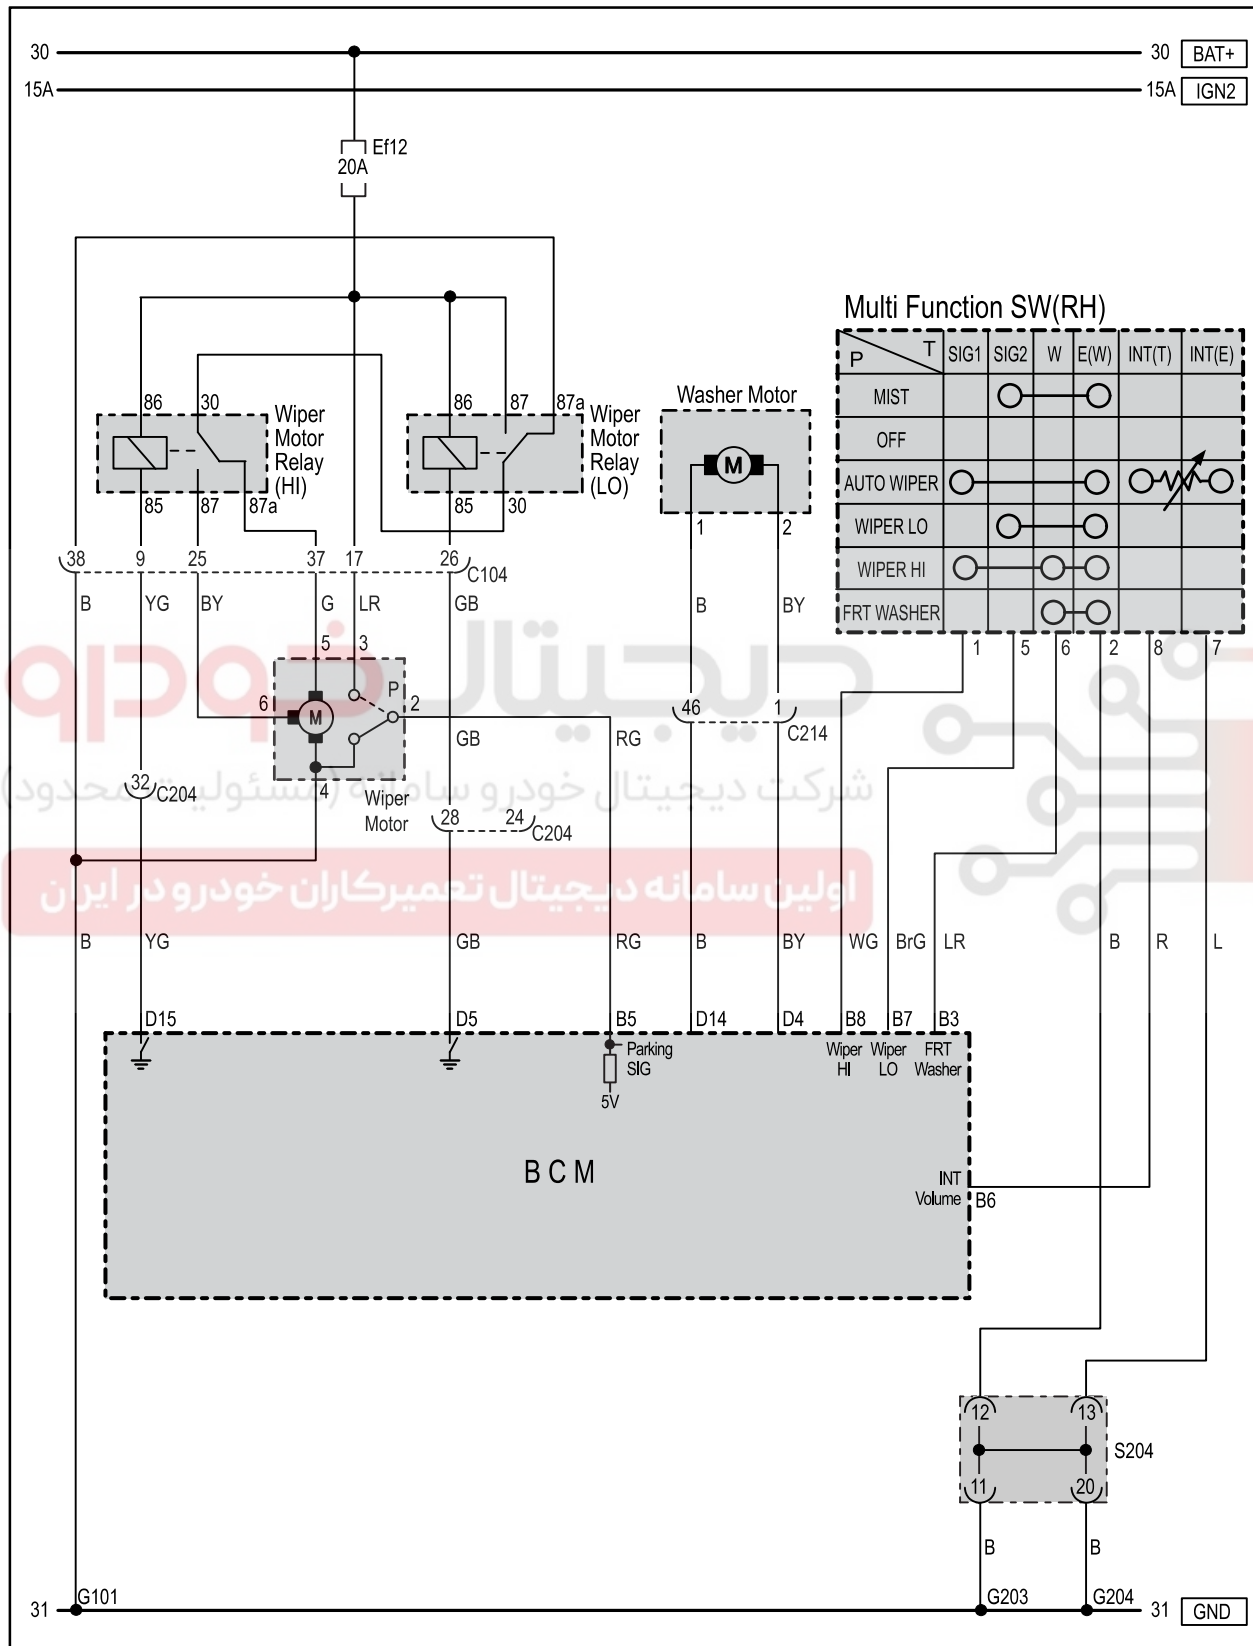 30
30 BAT+
15A
15A IGN2
Ef12
20A
Multi Function SW(RH)
P T SIG1 SIG2 W E(W) INT(T) INT(E)
MIST
OFF
AUTO WIPER
WIPER LO
WIPER HI
FRT WASHER
1 5 6 2 8 7
86 30
Wiper
Motor
Relay
(HI)
85 87 87a
86 87 87a
Wiper
Motor
Relay
(LO)
85 30
Washer Motor
M
1 2
38 9 25 37 17 26 C104
B YG BY G LR GB
B BY
5 3
6 M P 2
4
Wiper
Motor
GB RG
46 1 C214
32 C204
28 24 C204
دیجیتال خودرو
شرکت دیجیتال خودرو سامانه (مسئولیت محدود)
اولین سامانه دیجیتال تعمیرکاران خودرو در ایران
B YG GB RG B BY WG BrG LR B R L
D15 D5 B5 D14 D4 B8 B7 B3
Parking
SIG
5V
Wiper
HI
Wiper
LO
FRT
Washer
BCM
INT
Volume
B6
12 13
S204
11 20
B B
31 G101 G203 G204 31 GND